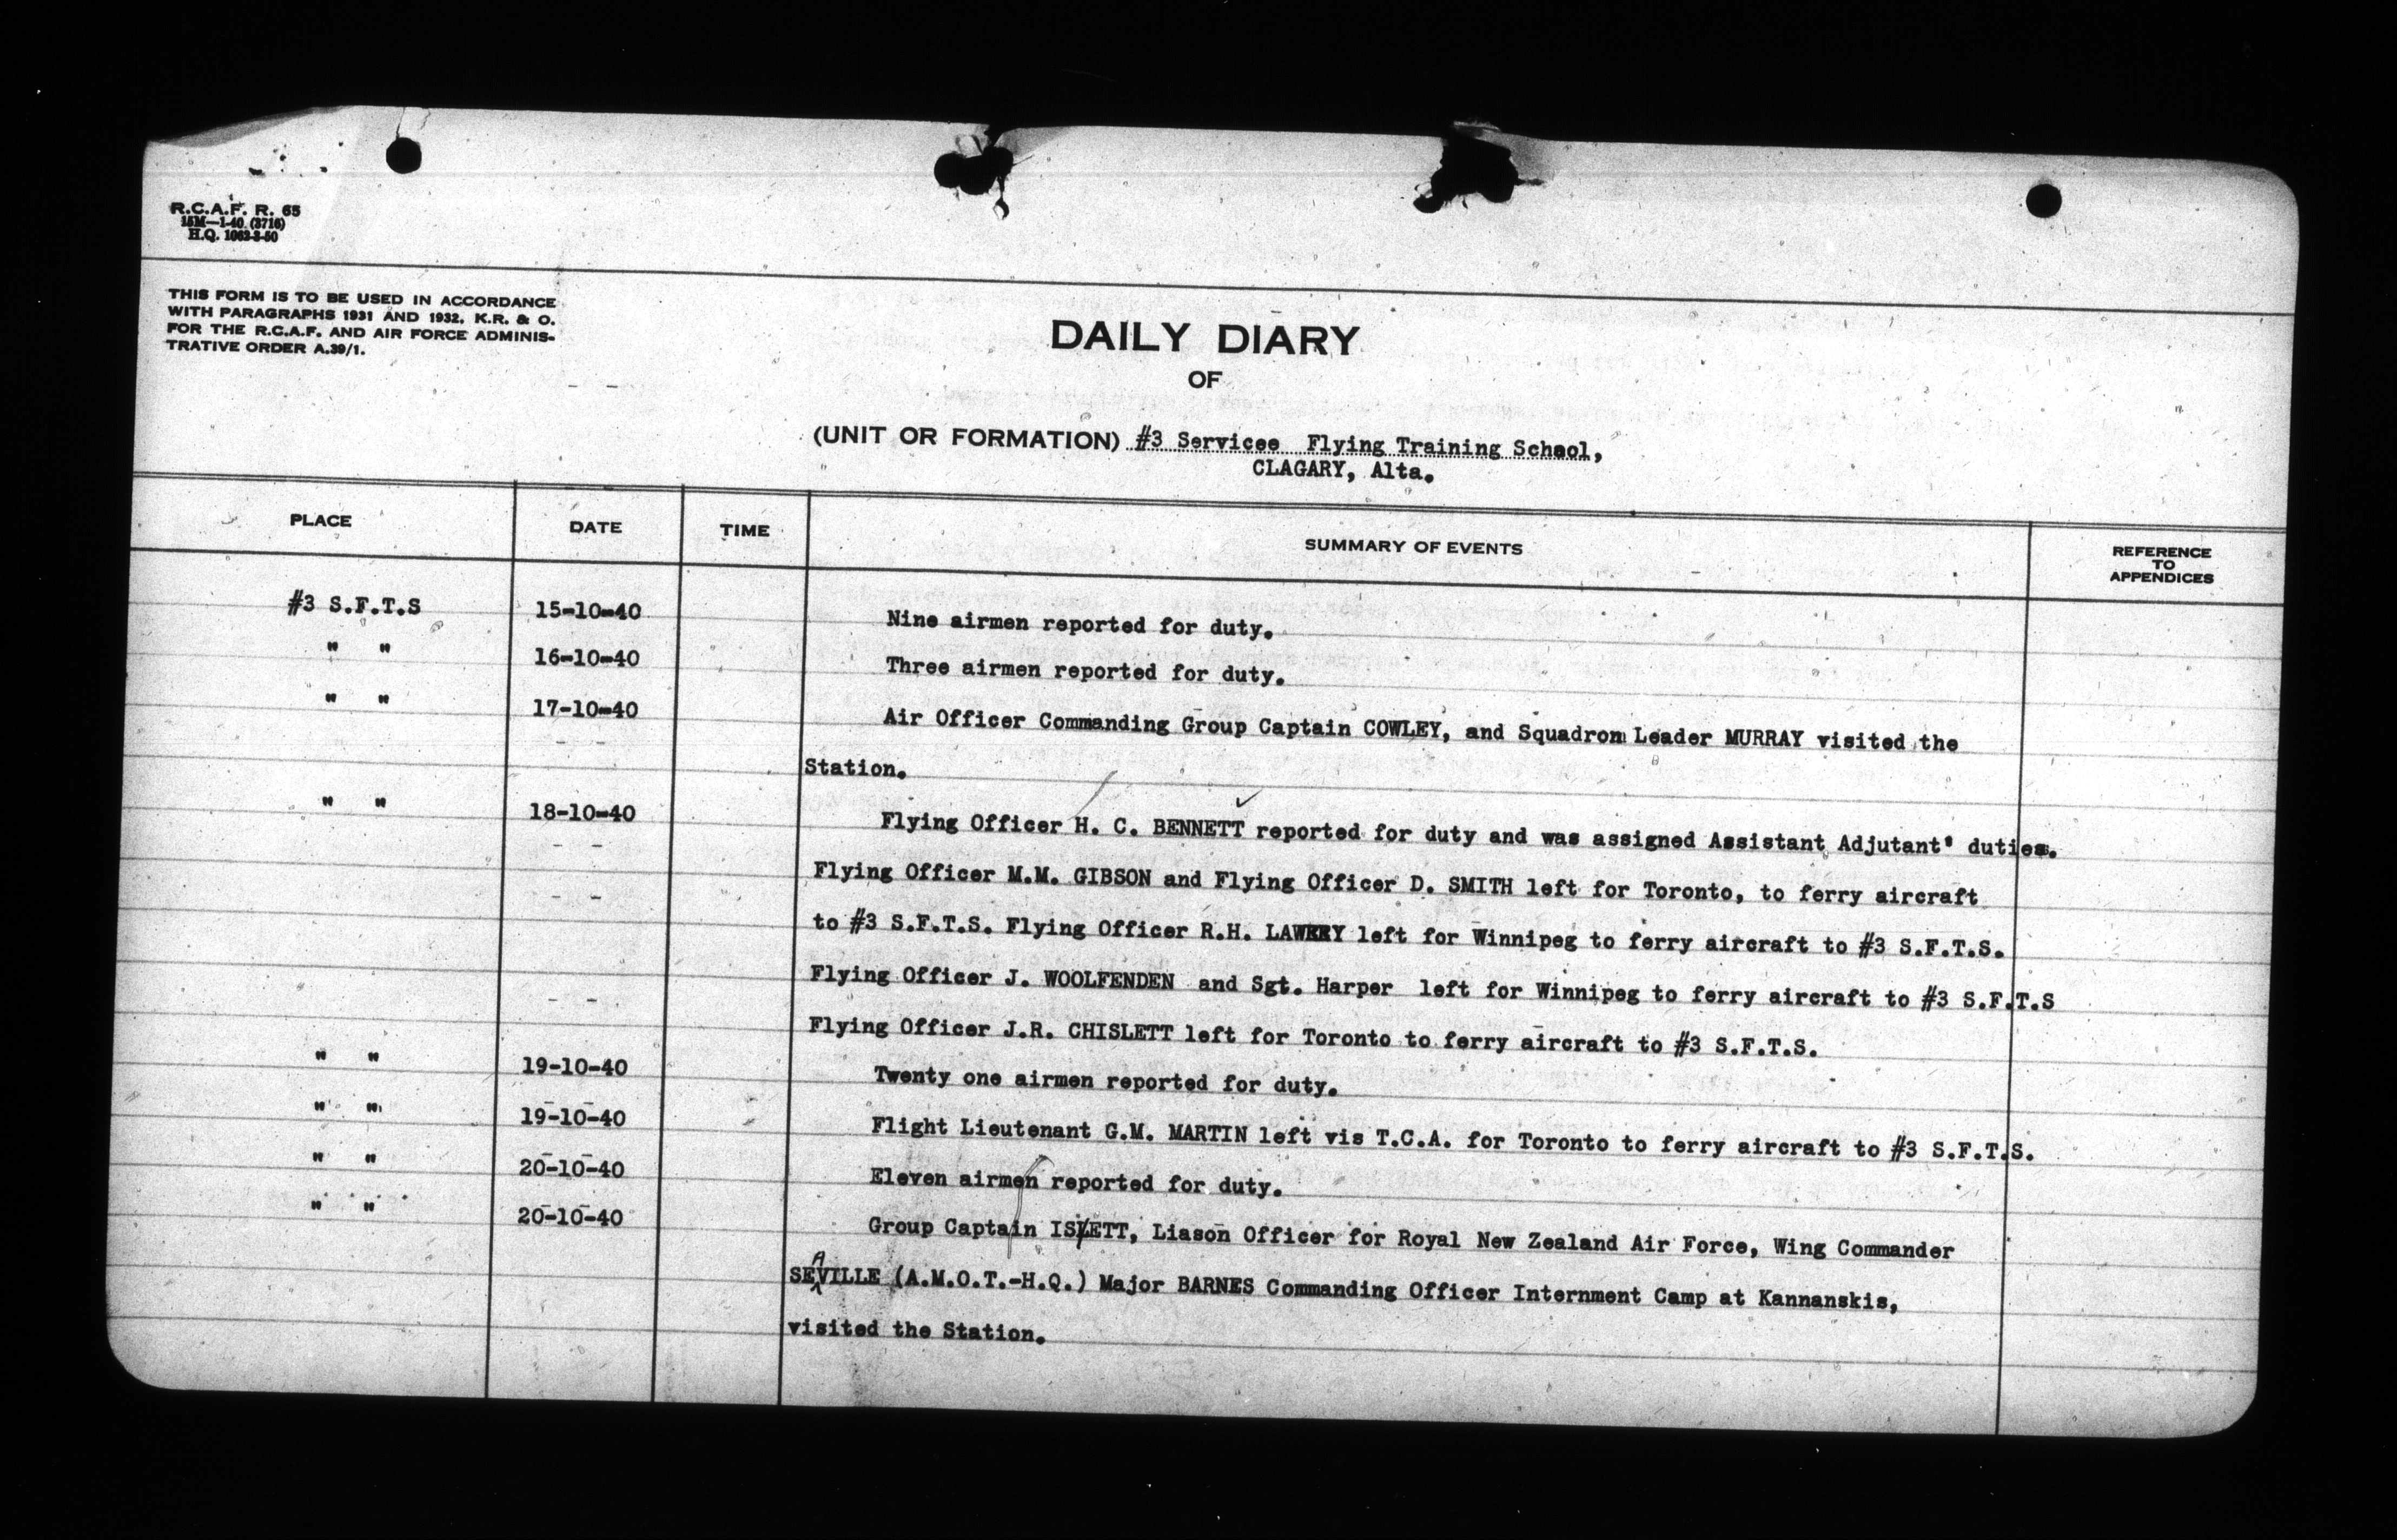 R.C.A.F. R. 65
15M—1-40 (3716)
H.Q. 1062-3-50
THIS FORM IS TO BE USED IN ACCORDANCE
WITH PARAGRAPHS 1931 AND 1932, K.R. & O.
FOR THE R.C.A.F. AND AIR FORCE ADMINIS-
TRATIVE ORDER A.39/1.
DAILY DIARY
OF
(UNIT OR FORMATION) #3 Servicee Flying Training School,
CLAGARY, Alta.
PLACE DATE TIME SUMMARY OF EVENTS REFERENCE
TO
APPENDICES
#3 S.F.T.S 15-10-40 Nine airmen reported for duty.
" " 16-10-40 Three airmen reported for duty.
" " 17-10-40 Air Officer Commanding Group Captain COWLEY, and Squadron Leader MURRAY visited the
Station.
" " 18-10-40 Flying Officer H. C. BENNETT reported for duty and was assigned Assistant Adjutant' duties.
Flying Officer M.M. GIBSON and Flying Officer D. SMITH left for Toronto, to ferry aircraft
to #3 S.F.T.S. Flying Officer R.H. left for Winnipeg to ferry aircraft to #3 S.F.T.S.
Flying Officer J. WOOLFENDEN and Sgt. Harper left for Winnipeg to ferry aircraft to #3 S.F.T.S
Flying Officer J.R. CHISLETT left for Toronto to ferry aircraft to #3 S.F.T.S.
" " 19-10-40 Twenty one airmen reported for duty.
" " 19-10-40 Flight Lieutenant G.M. MARTIN left vis T.C.A. for Toronto to ferry aircraft to #3 S.F.T.S.
" " 20-10-40 Eleven airmen reported for duty.
" " 20-10-40 Group Captain ISLETT, Liason Officer for Royal New Zealand Air Force, Wing Commander
A
SEVILLE (A.M.O.T.-H.Q.) Major BARNES Commanding Officer Internment Camp at Kannanskis,
visited the Station.